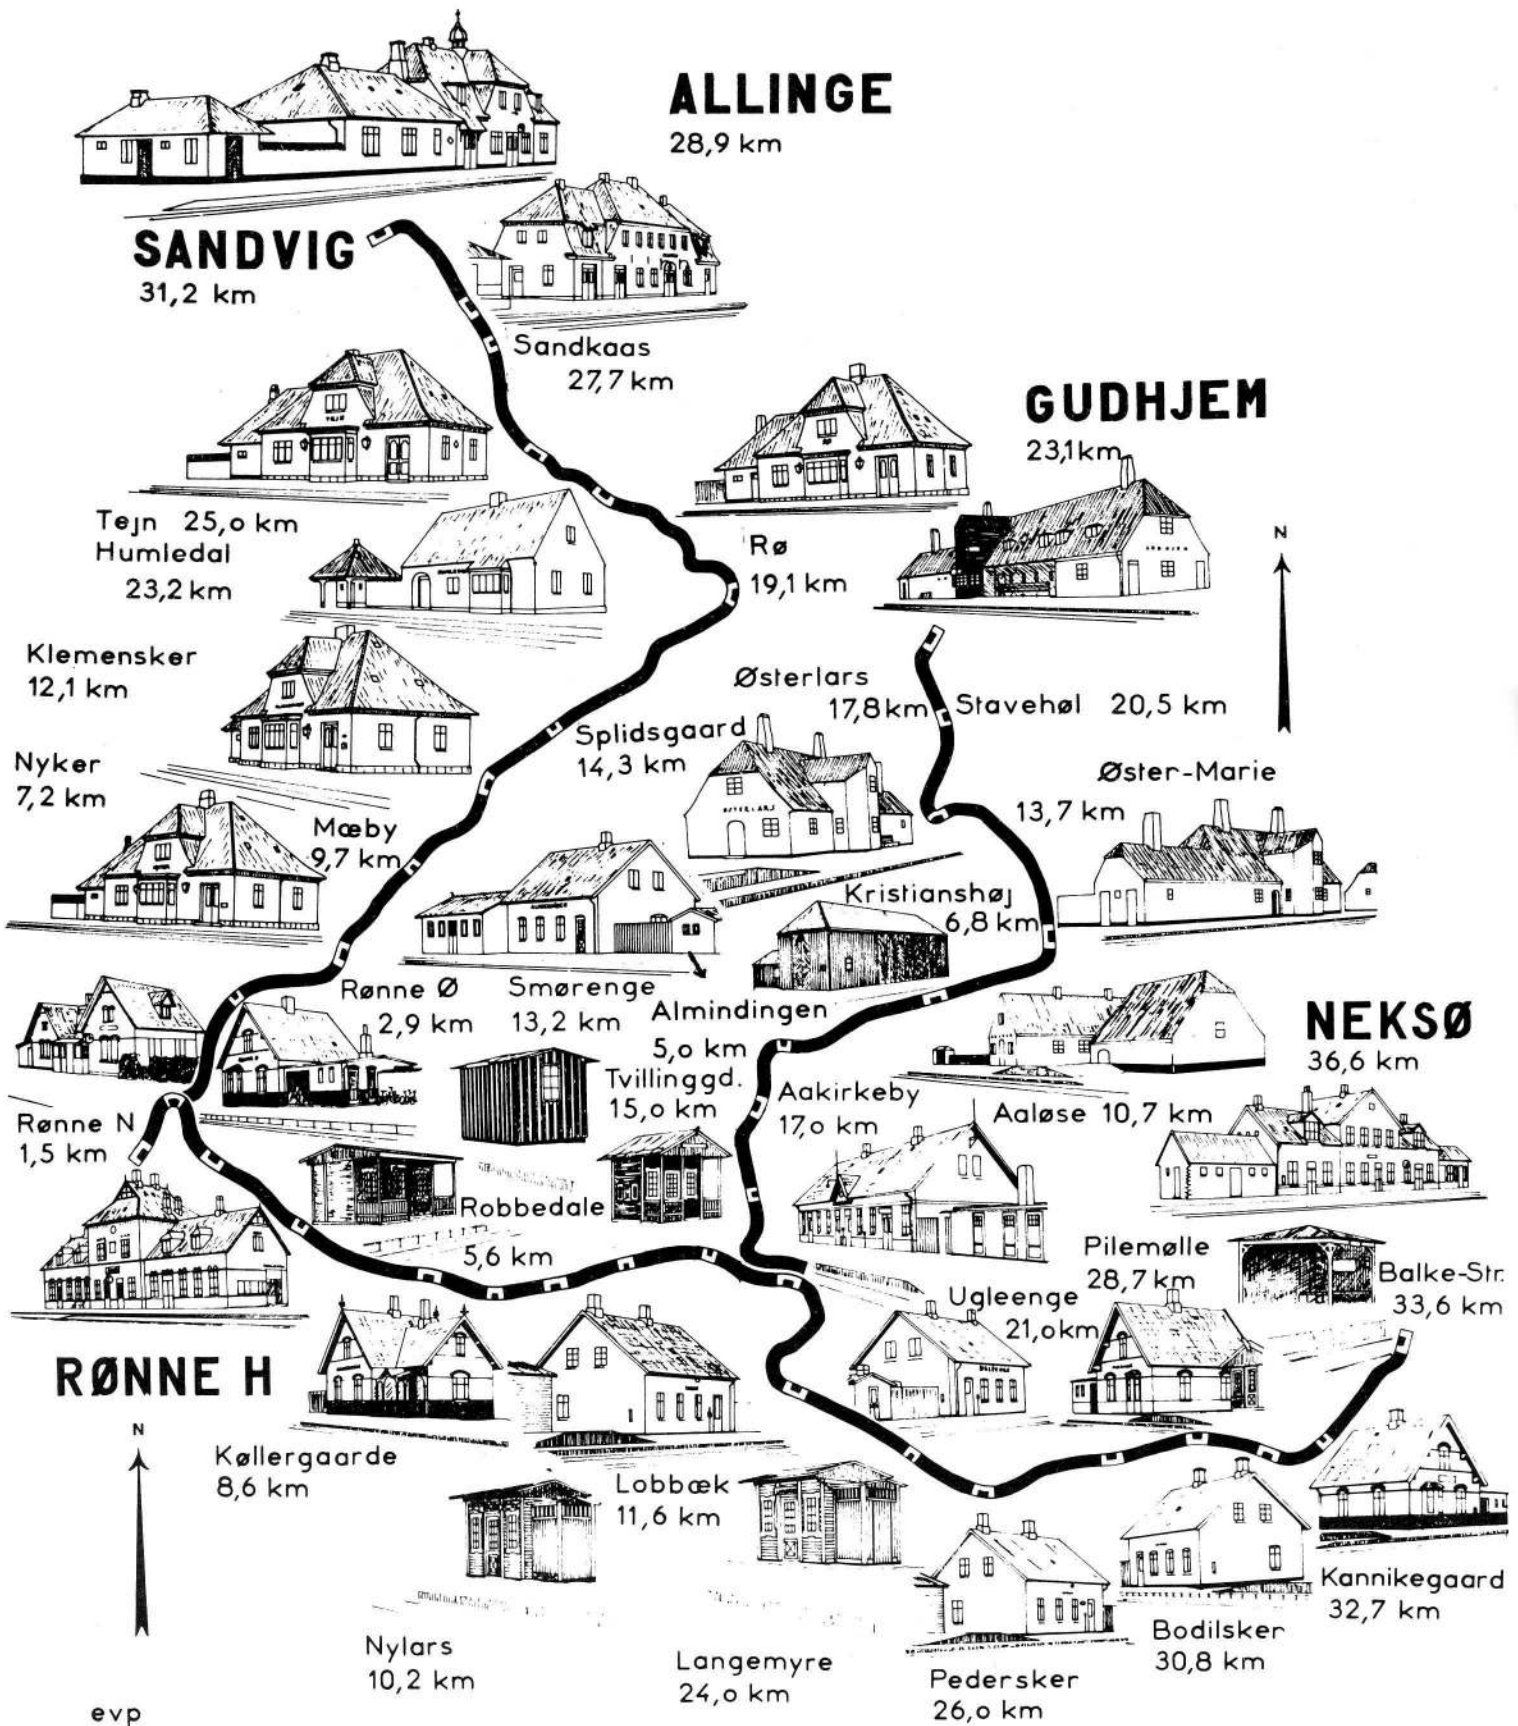 ALLINGE
28,9 km
SANDVIG
31,2 km
Sandkaas
27,7 km
GUDHJEM
23,1km
TEJN
RØ
Tejn 25,0 km
Humledal
23,2 km
Rø
19,1 km
N
Klemensker
12,1 km
Østerlars
17,8km
Stavehøl 20,5 km
Splidsgaard
14,3 km
Nyker
7,2 km
Øster-Marie
13,7 km
ØSTERLARS
Mæby
9,7 km
Kristianshøj
6,8 km
Rønne Ø
2,9 km
Smørenge
13,2 km
Almindingen
5,0 km
NEKSØ
36,6 km
Tvillinggd.
15,0 km
Aakirkeby
17,0 km
Aaløse 10,7 km
Rønne N
1,5 km
Robbedale
5,6 km
Pilemølle
28,7 km
Balke-Str.
33,6 km
Ugleenge
21,0km
RØNNE H
N
Køllergaarde
8,6 km
Lobbæk
11,6 km
Kannikegaard
32,7 km
Bodilsker
30,8 km
Nylars
10,2 km
Langemyre
24,0 km
Pedersker
26,0 km
evp